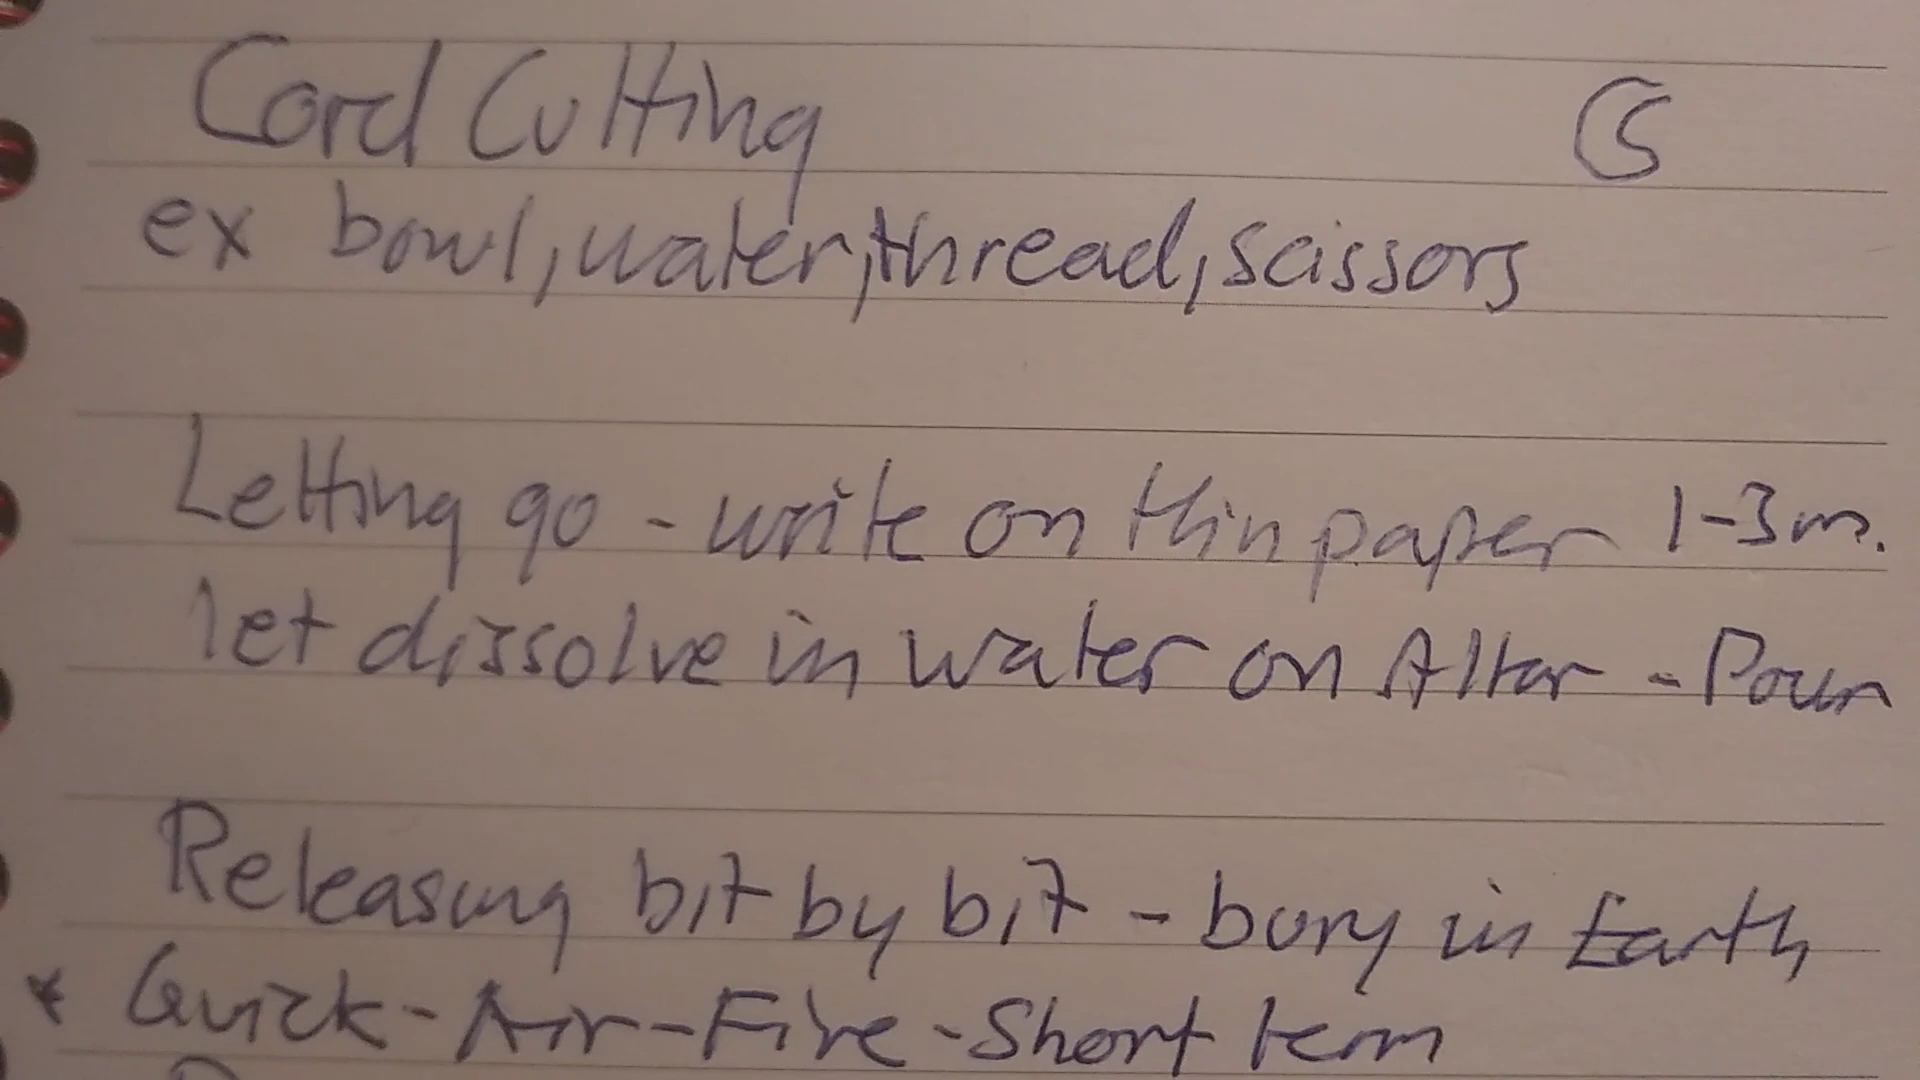 Cord Cutting
ex bowl, water, thread, scissors
Letting go - write on thin paper 1-3 m.
let dissolve in water on Altar - Pour
Releasing bit by bit - bury in Earth
* Quick - Air - Fire - Short term